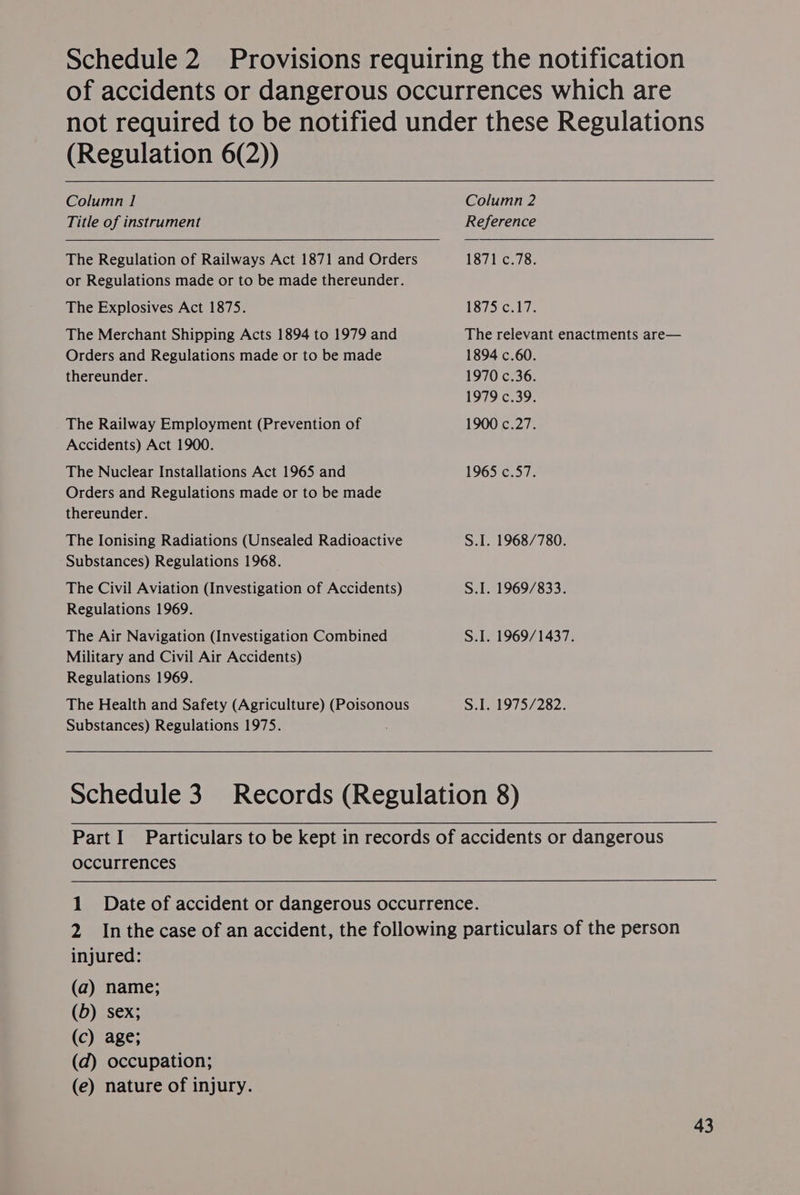 Schedule 2 Provisions requiring the notification
of accidents or dangerous occurrences which are
not required to be notified under these Regulations
(Regulation 6(2))
Column 1 Column 2
Title of instrument Reference
The Regulation of Railways Act 1871 and Orders 1871 c.78.
or Regulations made or to be made thereunder.
The Explosives Act 1875. 1875 c.17.
The Merchant Shipping Acts 1894 to 1979 and The relevant enactments are—
Orders and Regulations made or to be made 1894 c.60.
thereunder. 1970 c.36.
1979 c.39.
The Railway Employment (Prevention of 1900 c.27.
Accidents) Act 1900.
The Nuclear Installations Act 1965 and 1965 c.57.
Orders and Regulations made or to be made
thereunder.
The Ionising Radiations (Unsealed Radioactive S.I. 1968/780.
Substances) Regulations 1968.
The Civil Aviation (Investigation of Accidents) S.I. 1969/833.
Regulations 1969.
The Air Navigation (Investigation Combined S.I. 1969/1437.
Military and Civil Air Accidents)
Regulations 1969.
The Health and Safety (Agriculture) (Poisonous S.I. 1975/282.
Substances) Regulations 1975.
Schedule 3 Records (Regulation 8)
Part I Particulars to be kept in records of accidents or dangerous
occurrences
1 Date of accident or dangerous occurrence.
2 In the case of an accident, the following particulars of the person
injured:
(a) name;
(b) sex;
(c) age;
(d) occupation;
(e) nature of injury.
43